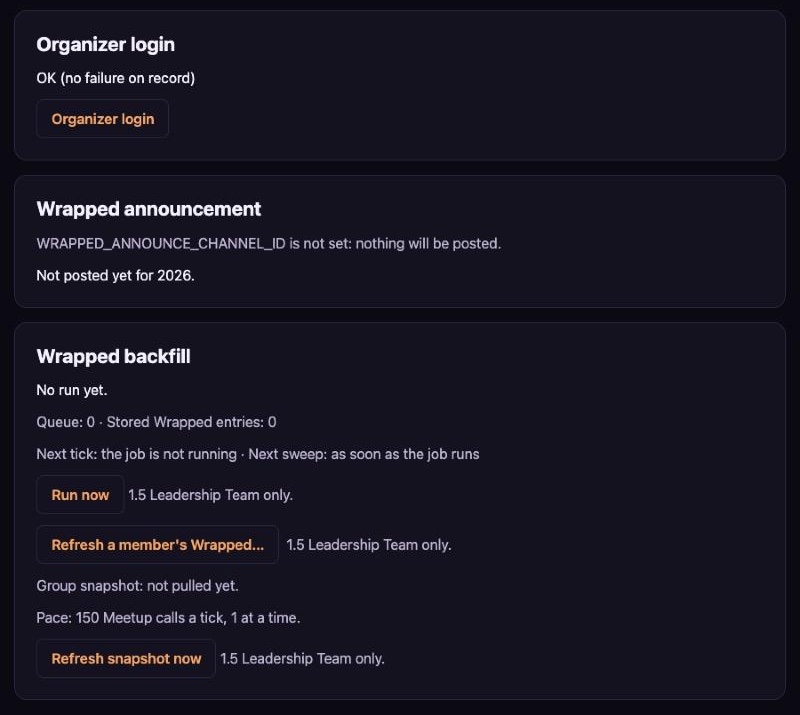 Organizer login
OK (no failure on record)
Organizer login
Wrapped announcement
WRAPPED_ANNOUNCE_CHANNEL_ID is not set: nothing will be posted.
Not posted yet for 2026.
Wrapped backfill
No run yet.
Queue: 0 · Stored Wrapped entries: 0
Next tick: the job is not running · Next sweep: as soon as the job runs
Run now 1.5 Leadership Team only.
Refresh a member's Wrapped... 1.5 Leadership Team only.
Group snapshot: not pulled yet.
Pace: 150 Meetup calls a tick, 1 at a time.
Refresh snapshot now 1.5 Leadership Team only.